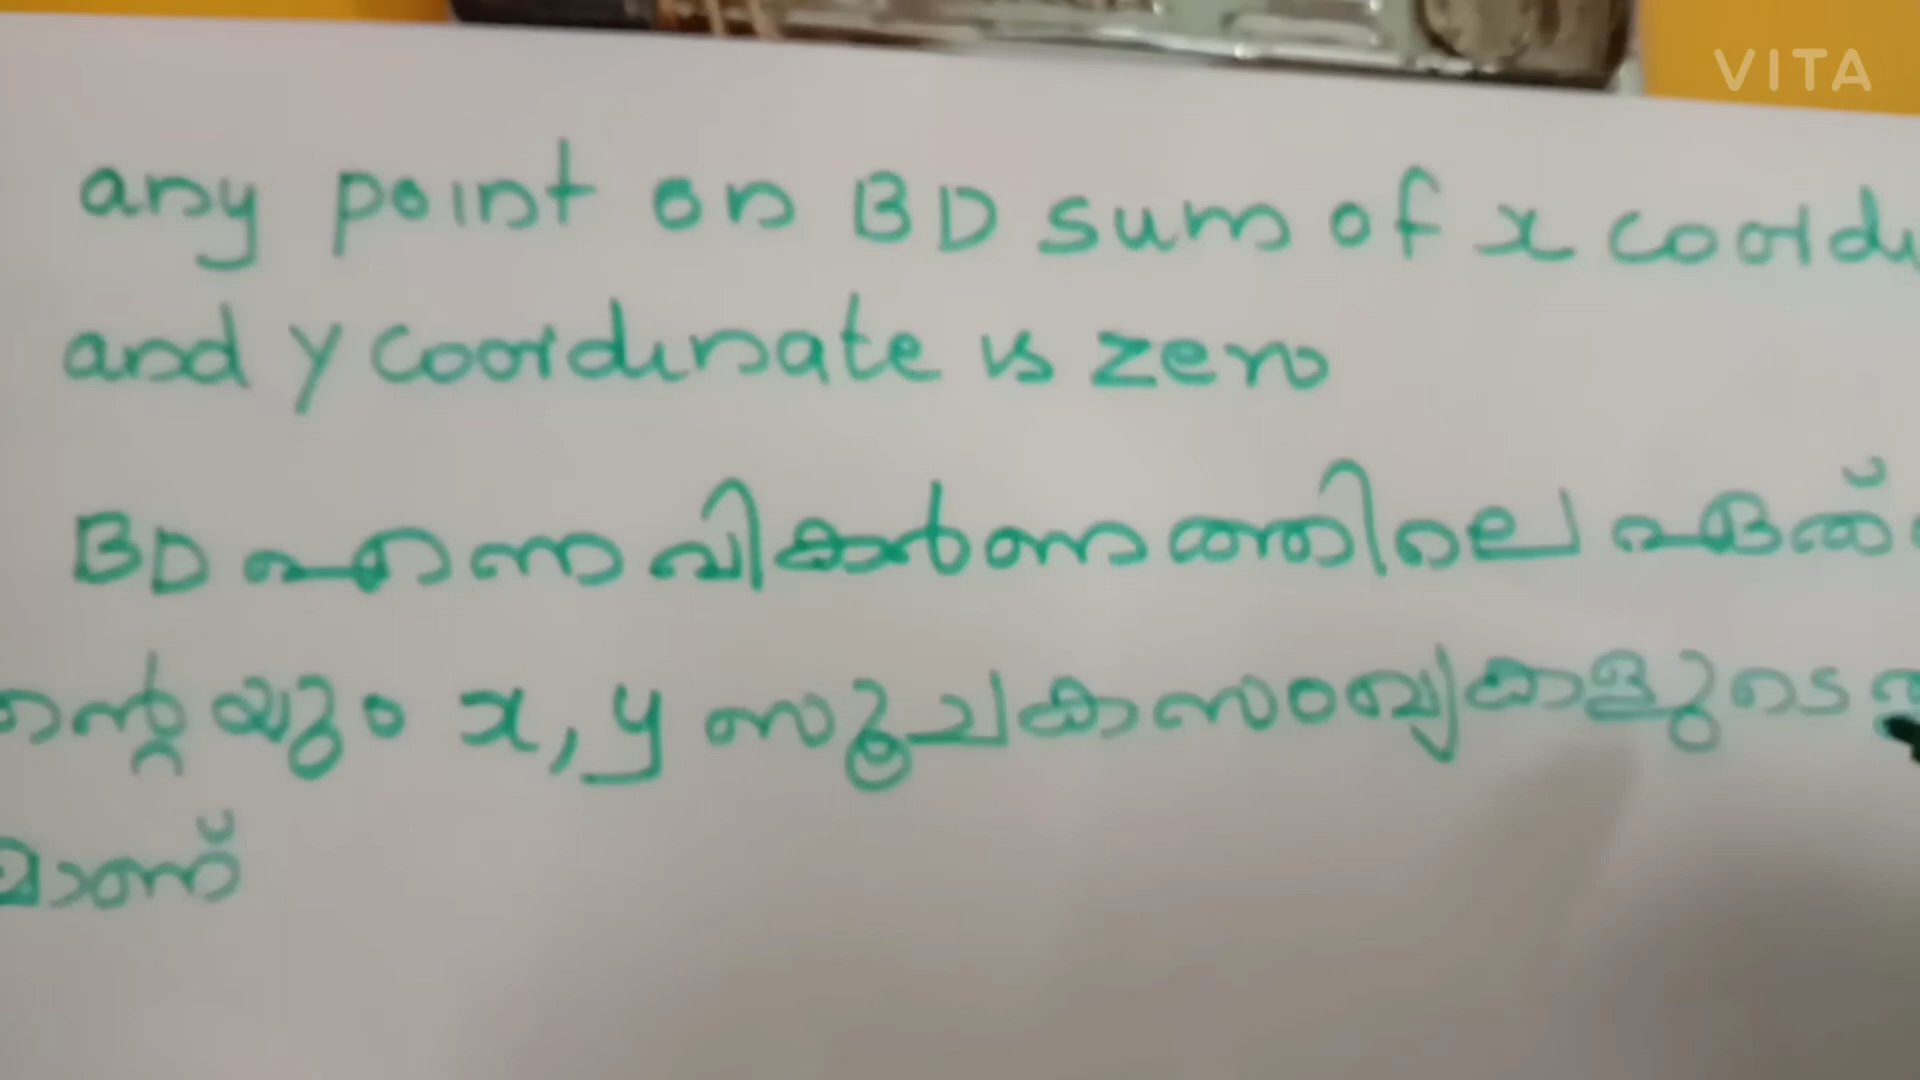 VITA
any point on BD sum of x coordi
and y coordinate is zero
BD എന്ന വികർണത്തിലെ ഏത്
ന്റെയും x, y സൂചകസംഖ്യകളുടെ
മാണ്